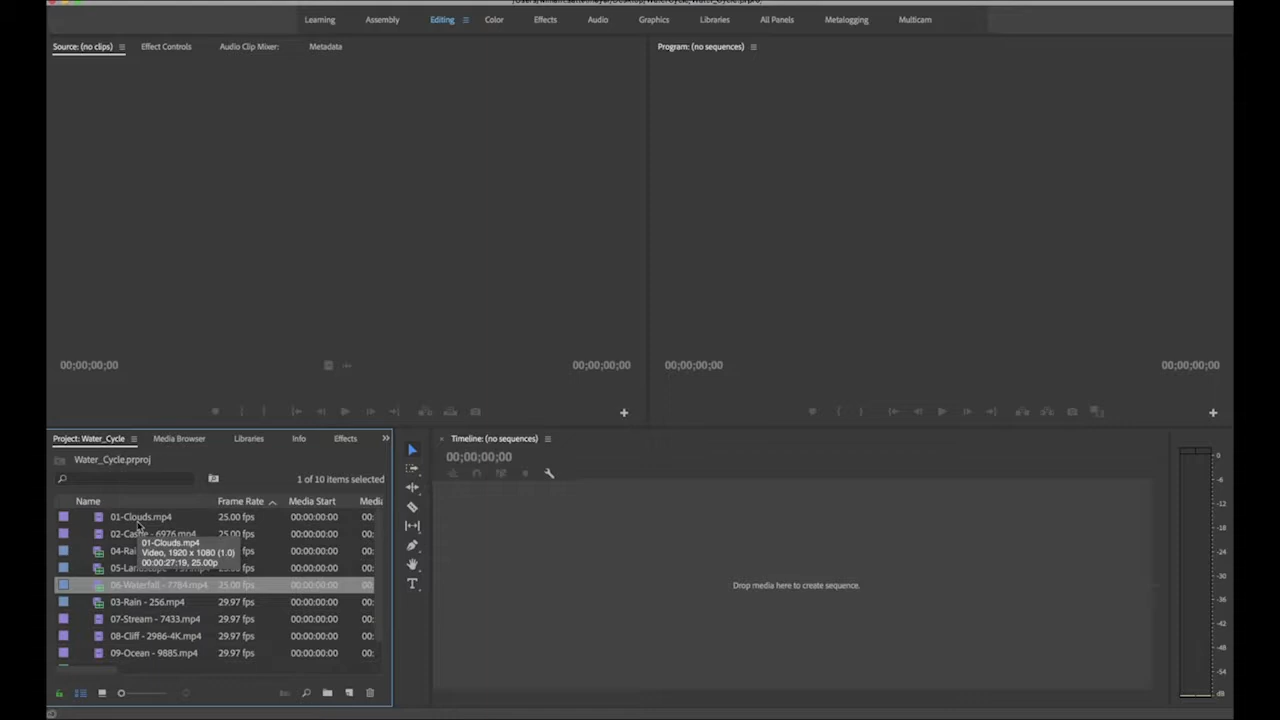 Learning Assembly Editing Color Effects Audio Graphics Libraries All Panels Metalogging Multicam
Source: (no clips) Effect Controls Audio Clip Mixer: Metadata
Program: (no sequences)
00;00;00;00 00;00;00;00
00;00;00;00 00;00;00;00
Project: Water_Cycle Media Browser Libraries Info Effects
Water_Cycle.prproj
1 of 10 items selected
Name Frame Rate Media Start Media
01-Clouds.mp4 25.00 fps 00:00:00:00 00:
02-Castle - 6976.mp4 25.00 fps 00:00:00:00 00:
01-Clouds.mp4
Video, 1920 x 1080 (1.0)
00:00:27:19, 25.00p
04-Rai 00:00:00:00 00:
05-Landscape 25.00 fps 00:00:00:00 00:
06-Waterfall - 7784.mp4 25.00 fps 00:00:00:00 00:
03-Rain - 256.mp4 29.97 fps 00:00:00:00 00:
07-Stream - 7433.mp4 29.97 fps 00:00:00:00 00:
08-Cliff - 2986-4K.mp4 29.97 fps 00:00:00:00 00:
09-Ocean - 9885.mp4 29.97 fps 00:00:00:00 00:
Timeline: (no sequences)
00;00;00;00
Drop media here to create sequence.
0
-6
-12
-18
-24
-30
-36
-42
-48
-54
dB